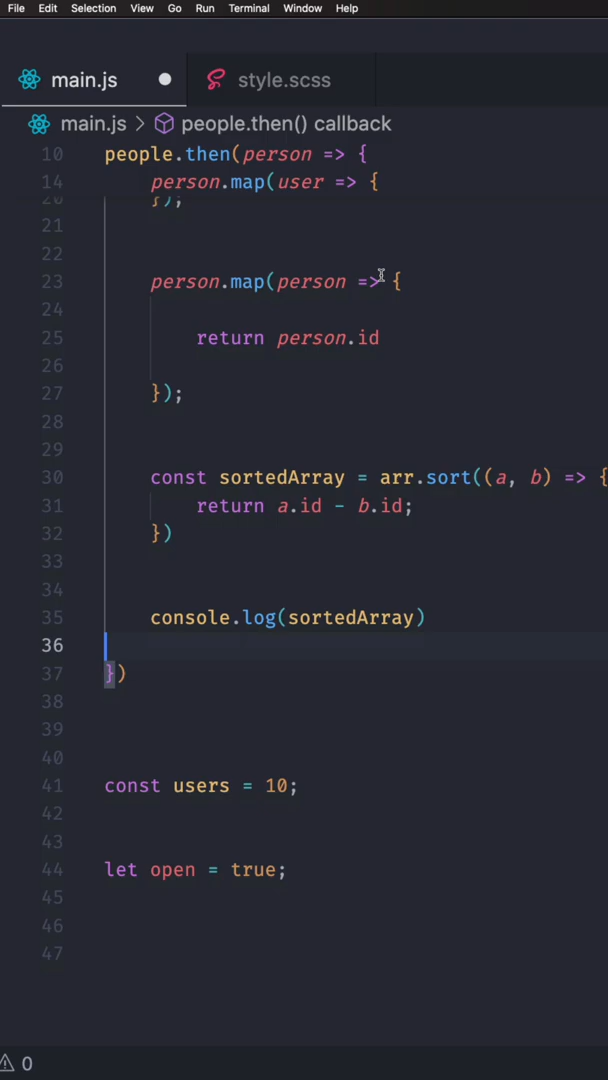 File Edit Selection View Go Run Terminal Window Help
main.js style.scss
main.js > people.then() callback
10 people.then(person => {
14 person.map(user => {
20 });
21
22
23 person.map(person => {
24
25 return person.id
26
27 });
28
29
30 const sortedArray = arr.sort((a, b) => {
31 return a.id - b.id;
32 })
33
34
35 console.log(sortedArray)
36
37 })
38
39
40
41 const users = 10;
42
43
44 let open = true;
45
46
47
0